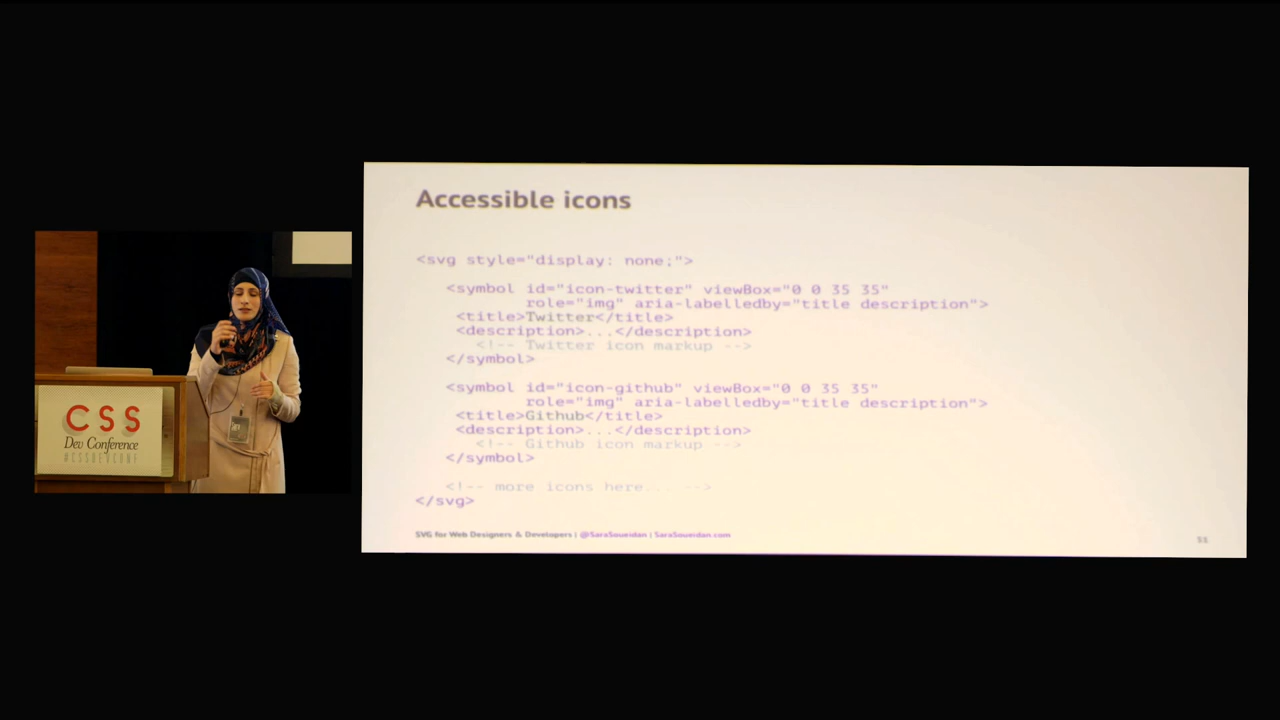 CSS
Dev Conference
#CSSDEVCONF
Accessible icons
<svg style="display: none;">
<symbol id="icon-twitter" viewBox="0 0 35 35"
role="img" aria-labelledby="title description">
<title>Twitter</title>
<description>...</description>
<!-- Twitter icon markup -->
</symbol>
<symbol id="icon-github" viewBox="0 0 35 35"
role="img" aria-labelledby="title description">
<title>Github</title>
<description>...</description>
<!-- Github icon markup -->
</symbol>
<!-- more icons here... -->
</svg>
SVG for Web Designers & Developers | @SaraSoueidan | SaraSoueidan.com